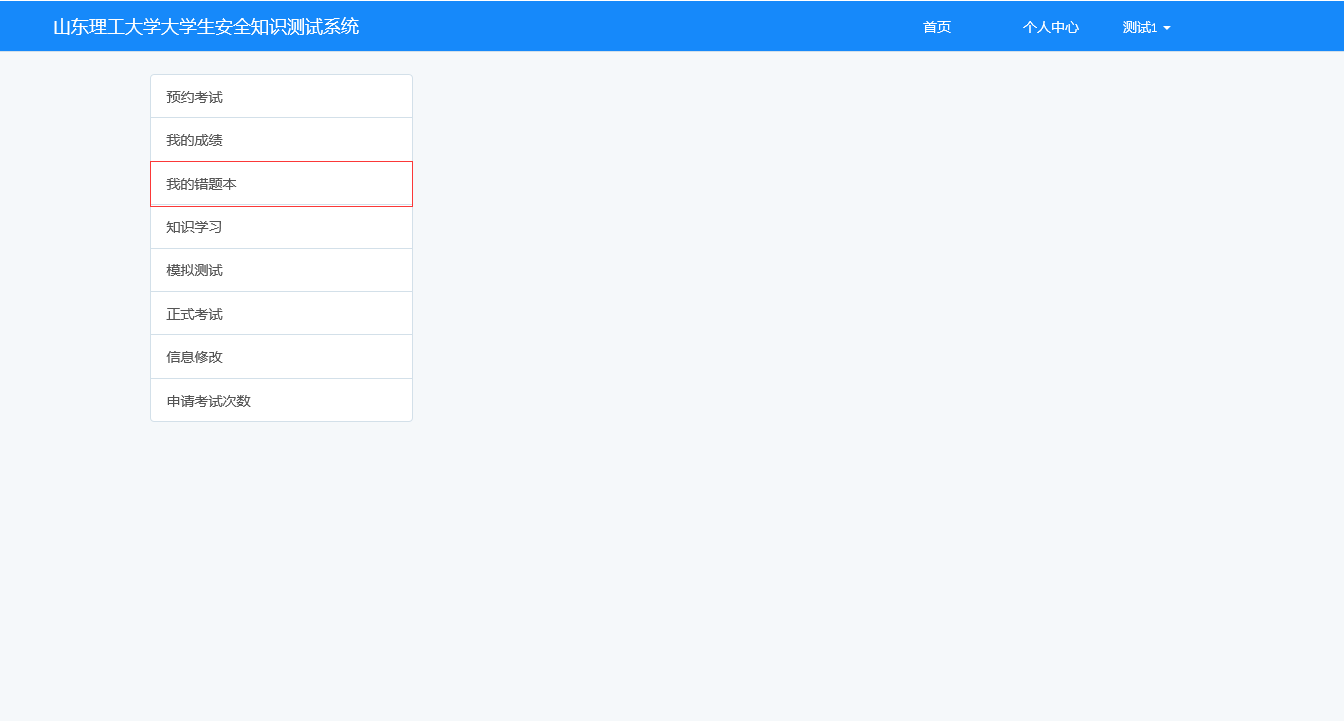 山东理工大学大学生安全知识测试系统 首页 个人中心 测试1
预约考试
我的成绩
我的错题本
知识学习
模拟测试
正式考试
信息修改
申请考试次数